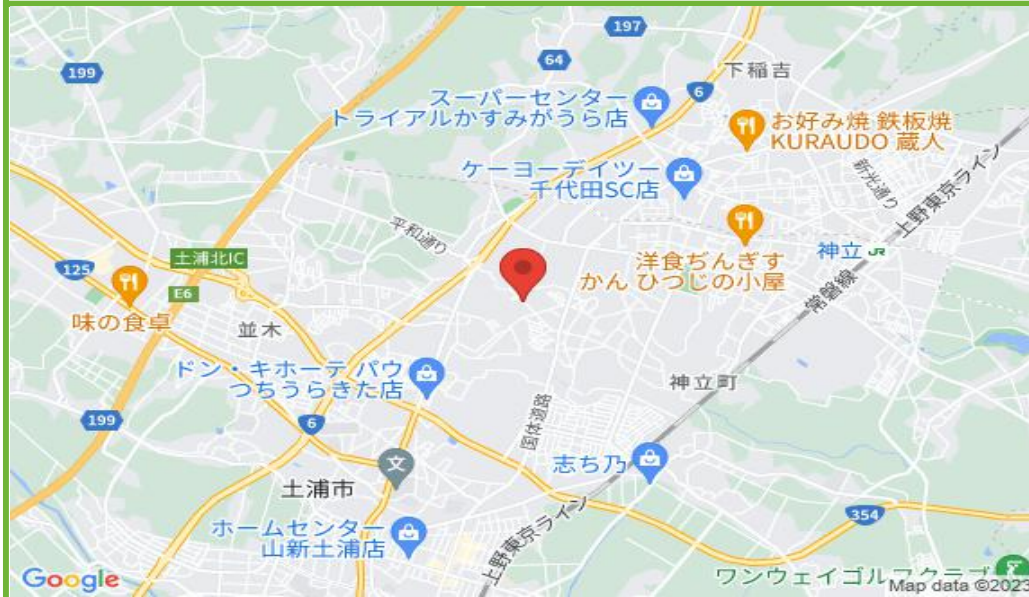 197
199
64
下稲吉
6
スーパーセンター
トライアルかすみがうら店
お好み焼 鉄板焼
KURAUDO 蔵人
ケーヨーデイツー
千代田SC店
新光通り
上野東京ライン
平和通り
土浦北IC
125
E6
洋食ぢんぎす
かん ひつじの小屋
神立 JR
常磐線
味の食卓
並木
ドン・キホーテ パウ
つちうらきた店
神立町
199
6
国体道路
文
志ち乃
土浦市
354
ホームセンター
山新土浦店
上野東京ライン
ワンウェイゴルフクラブ
Google
Map data ©2023